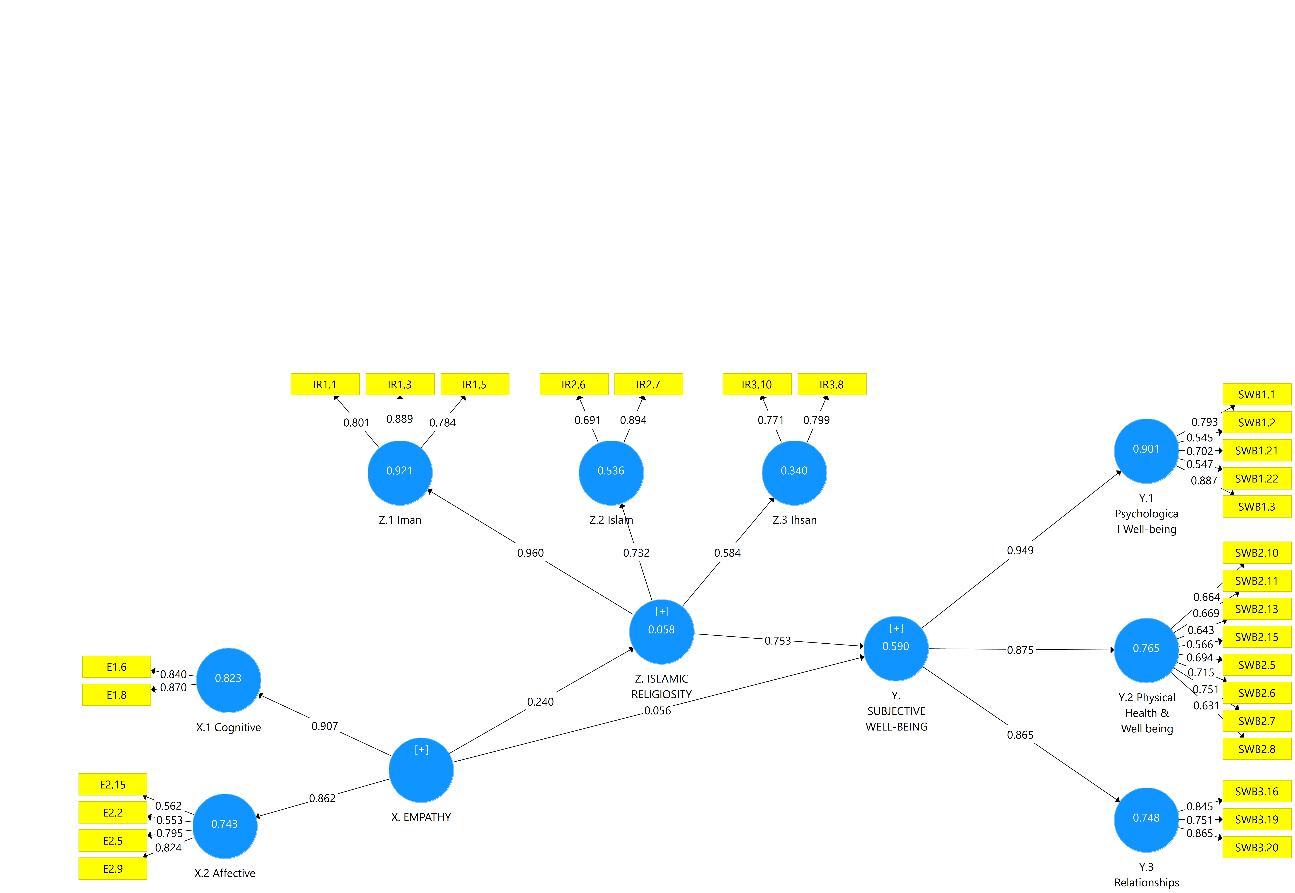 IR1,1
IR1,3
IR1,5
IR2,6
IR2,7
IR3,10
IR3,8
0.801
0.889
0.784
0.691
0.894
0.771
0.799
0.921
0.536
0.340
Z.1 Iman
Z.2 Islam
Z.3 Ihsan
0.960
0.732
0.584
[+]
0.058
Z. ISLAMIC
RELIGIOSITY
0.753
0.240
0.056
[+]
0.590
Y.
SUBJECTIVE
WELL-BEING
E1.6
E1.8
0.840
0.870
0.823
X.1 Cognitive
0.907
[+]
X. EMPATHY
0.862
E2,15
E2,2
E2,5
E2,9
0.562
0.553
0.795
0.824
0.743
X.2 Affective
0.949
0.875
0.865
0.901
Y.1
Psychologica
l Well-being
0.793
0.545
0.702
0.547
0.887
SWB1,1
SWB1,2
SWB1,21
SWB1,22
SWB1,3
0.765
Y.2 Physical
Health &
Well being
0.664
0.669
0.643
0.566
0.694
0.715
0.751
0.631
SWB2.10
SWB2.11
SWB2.13
SWB2.15
SWB2.5
SWB2.6
SWB2.7
SWB2.8
0.748
Y.3
Relationships
0.845
0.751
0.865
SWB3.16
SWB3.19
SWB3.20